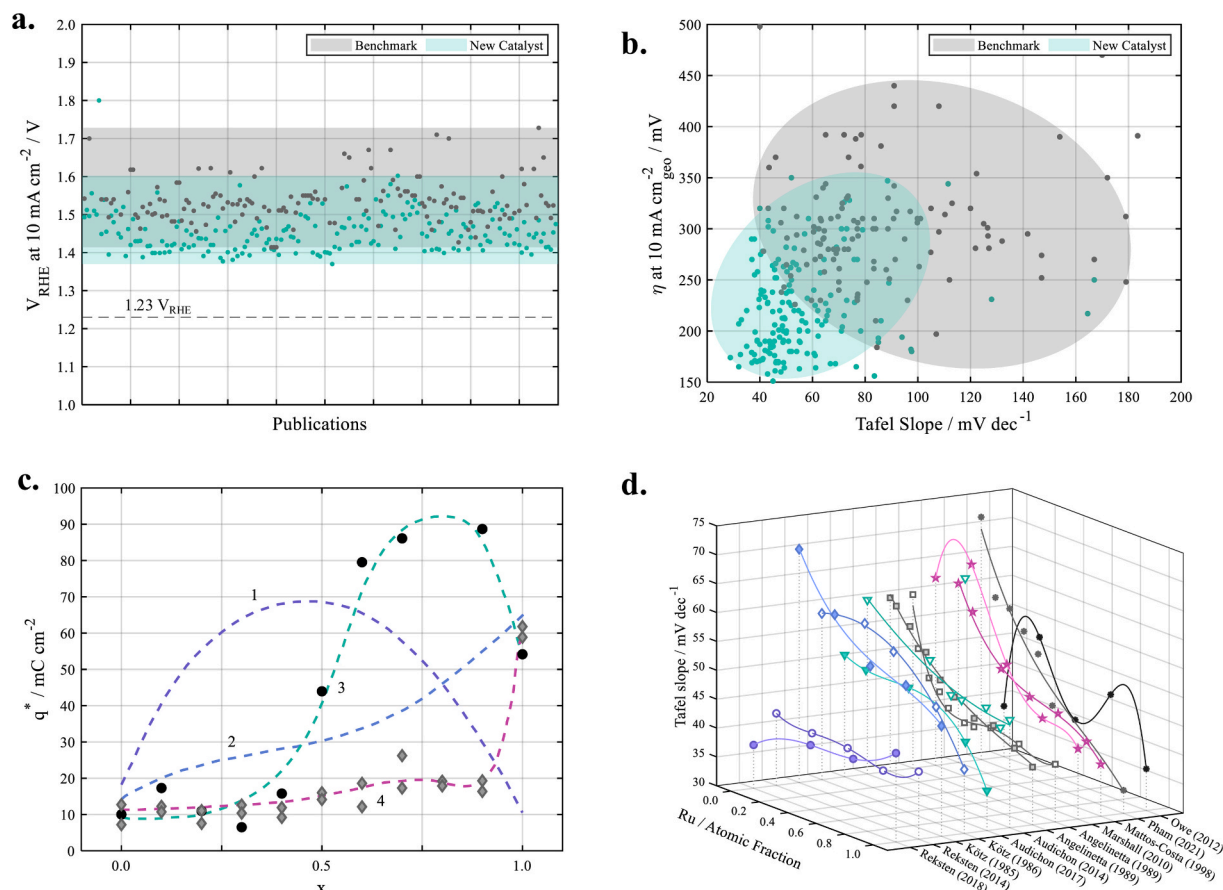 a.
2.0
1.9
1.8
1.7
1.6
1.5
1.4
1.3
1.2
1.1
1.0
V_RHE at 10 mA cm⁻² / V
Benchmark
New Catalyst
1.23 V_RHE
Publications
b.
500
450
400
350
300
250
200
150
η at 10 mA cm⁻²_geo / mV
Benchmark
New Catalyst
20 40 60 80 100 120 140 160 180 200
Tafel Slope / mV dec⁻¹
c.
100
90
80
70
60
50
40
30
20
10
0
q* / mC cm⁻²
1
2
3
4
0.0 0.5 1.0
x
d.
75
70
65
60
55
50
45
40
35
30
Tafel slope / mV dec⁻¹
0.0
0.2
0.4
0.6
0.8
1.0
Ru / Atomic Fraction
Owe (2012)
Pham (2021)
Mattos-Costa (1998)
Marshall (2010)
Angelinetta (1989)
Angelinetta (1989)
Audichon (2014)
Audichon (2017)
Kötz (1986)
Kötz (1985)
Reksten (2014)
Reksten (2018)